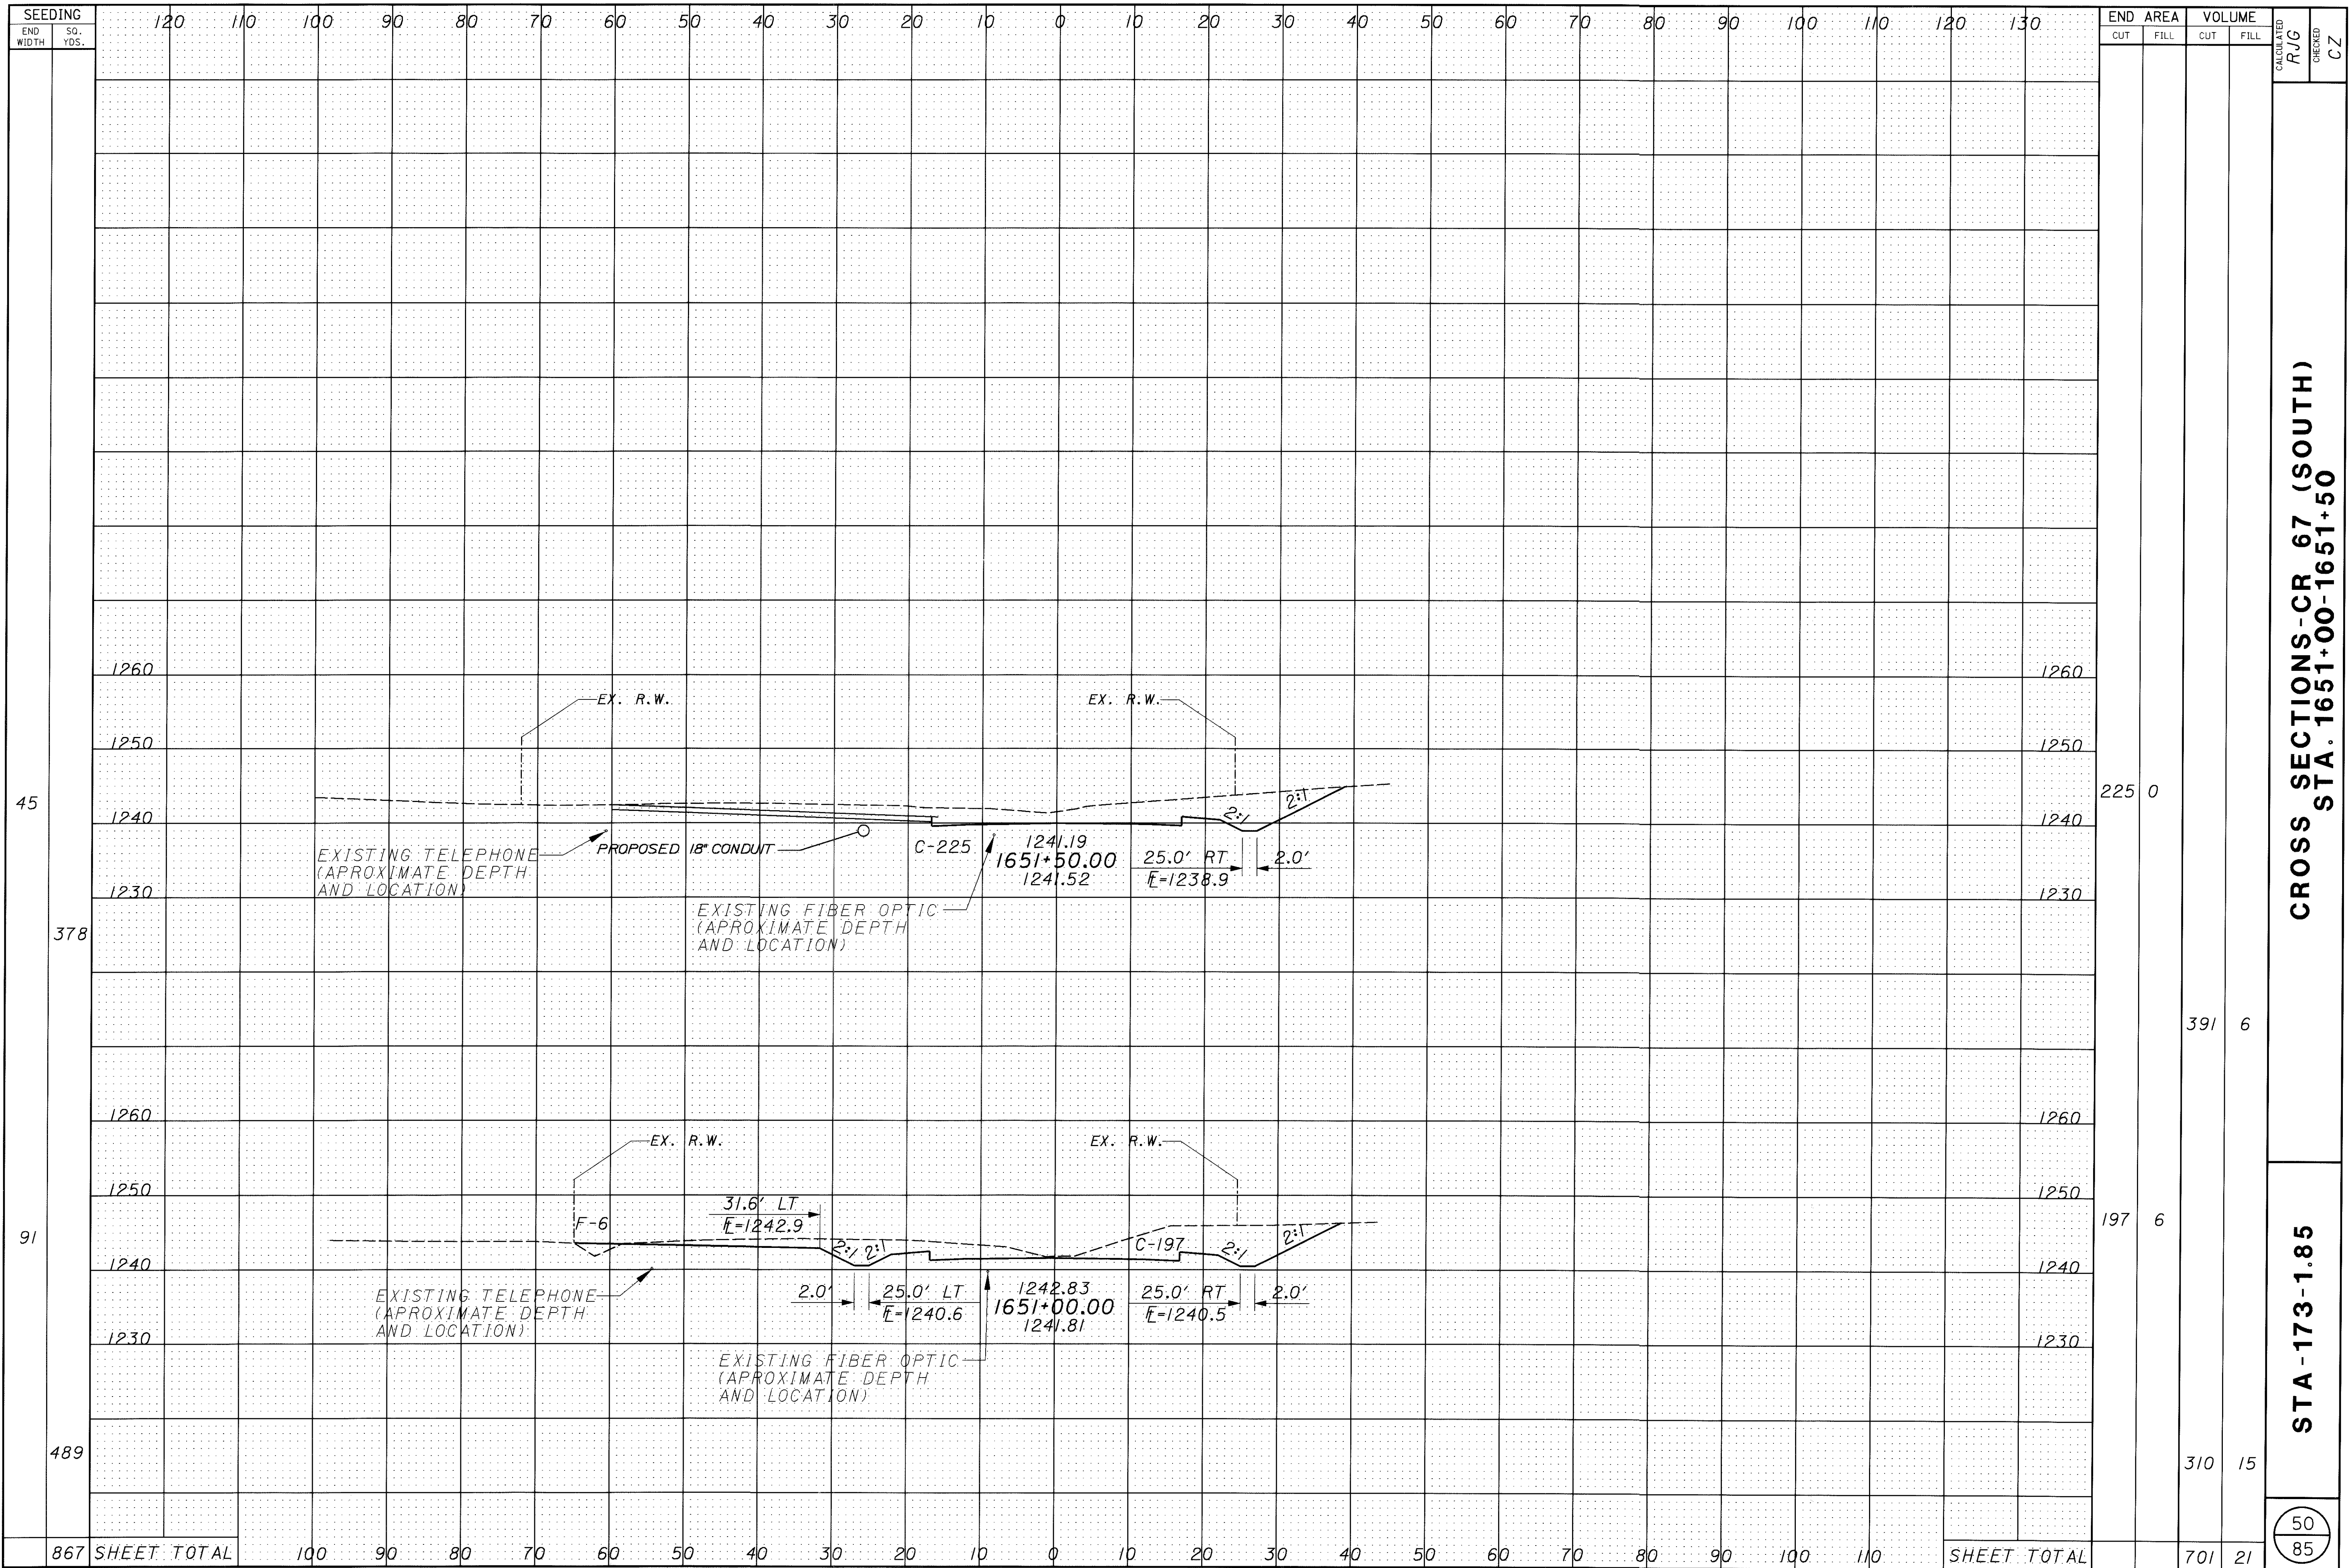 SEEDING
END WIDTH
SQ. YDS.
120 110 100 90 80 70 60 50 40 30 20 10 0 10 20 30 40 50 60 70 80 90 100 110 120 130
END AREA
VOLUME
CUT FILL CUT FILL
CALCULATED
RJG
CHECKED
CZ
1260 1260
EX. R.W. EX. R.W.
1250 1250
45
225 0
2:1 2:1
1240 1240
EXISTING TELEPHONE
(APROXIMATE DEPTH
AND LOCATION)
PROPOSED 18" CONDUIT
C-225
1241.19
1651+50.00
1241.52
25.0' RT
FL=1238.9
2.0'
1230 1230
EXISTING FIBER OPTIC
(APROXIMATE DEPTH
AND LOCATION)
378
391 6
1260 1260
EX. R.W. EX. R.W.
1250 1250
31.6' LT
FL=1242.9
F-6
91
197 6
2:1 2:1
C-197
2:1 2:1
1240 1240
EXISTING TELEPHONE
(APROXIMATE DEPTH
AND LOCATION)
2.0'
25.0' LT
FL=1240.6
1242.83
1651+00.00
1241.81
25.0' RT
FL=1240.5
2.0'
1230 1230
EXISTING FIBER OPTIC
(APROXIMATE DEPTH
AND LOCATION)
489
310 15
867 SHEET TOTAL
100 90 80 70 60 50 40 30 20 10 0 10 20 30 40 50 60 70 80 90 100 110
SHEET TOTAL 701 21
CROSS SECTIONS-CR 67 (SOUTH)
STA. 1651+00-1651+50
STA-173-1.85
50
85